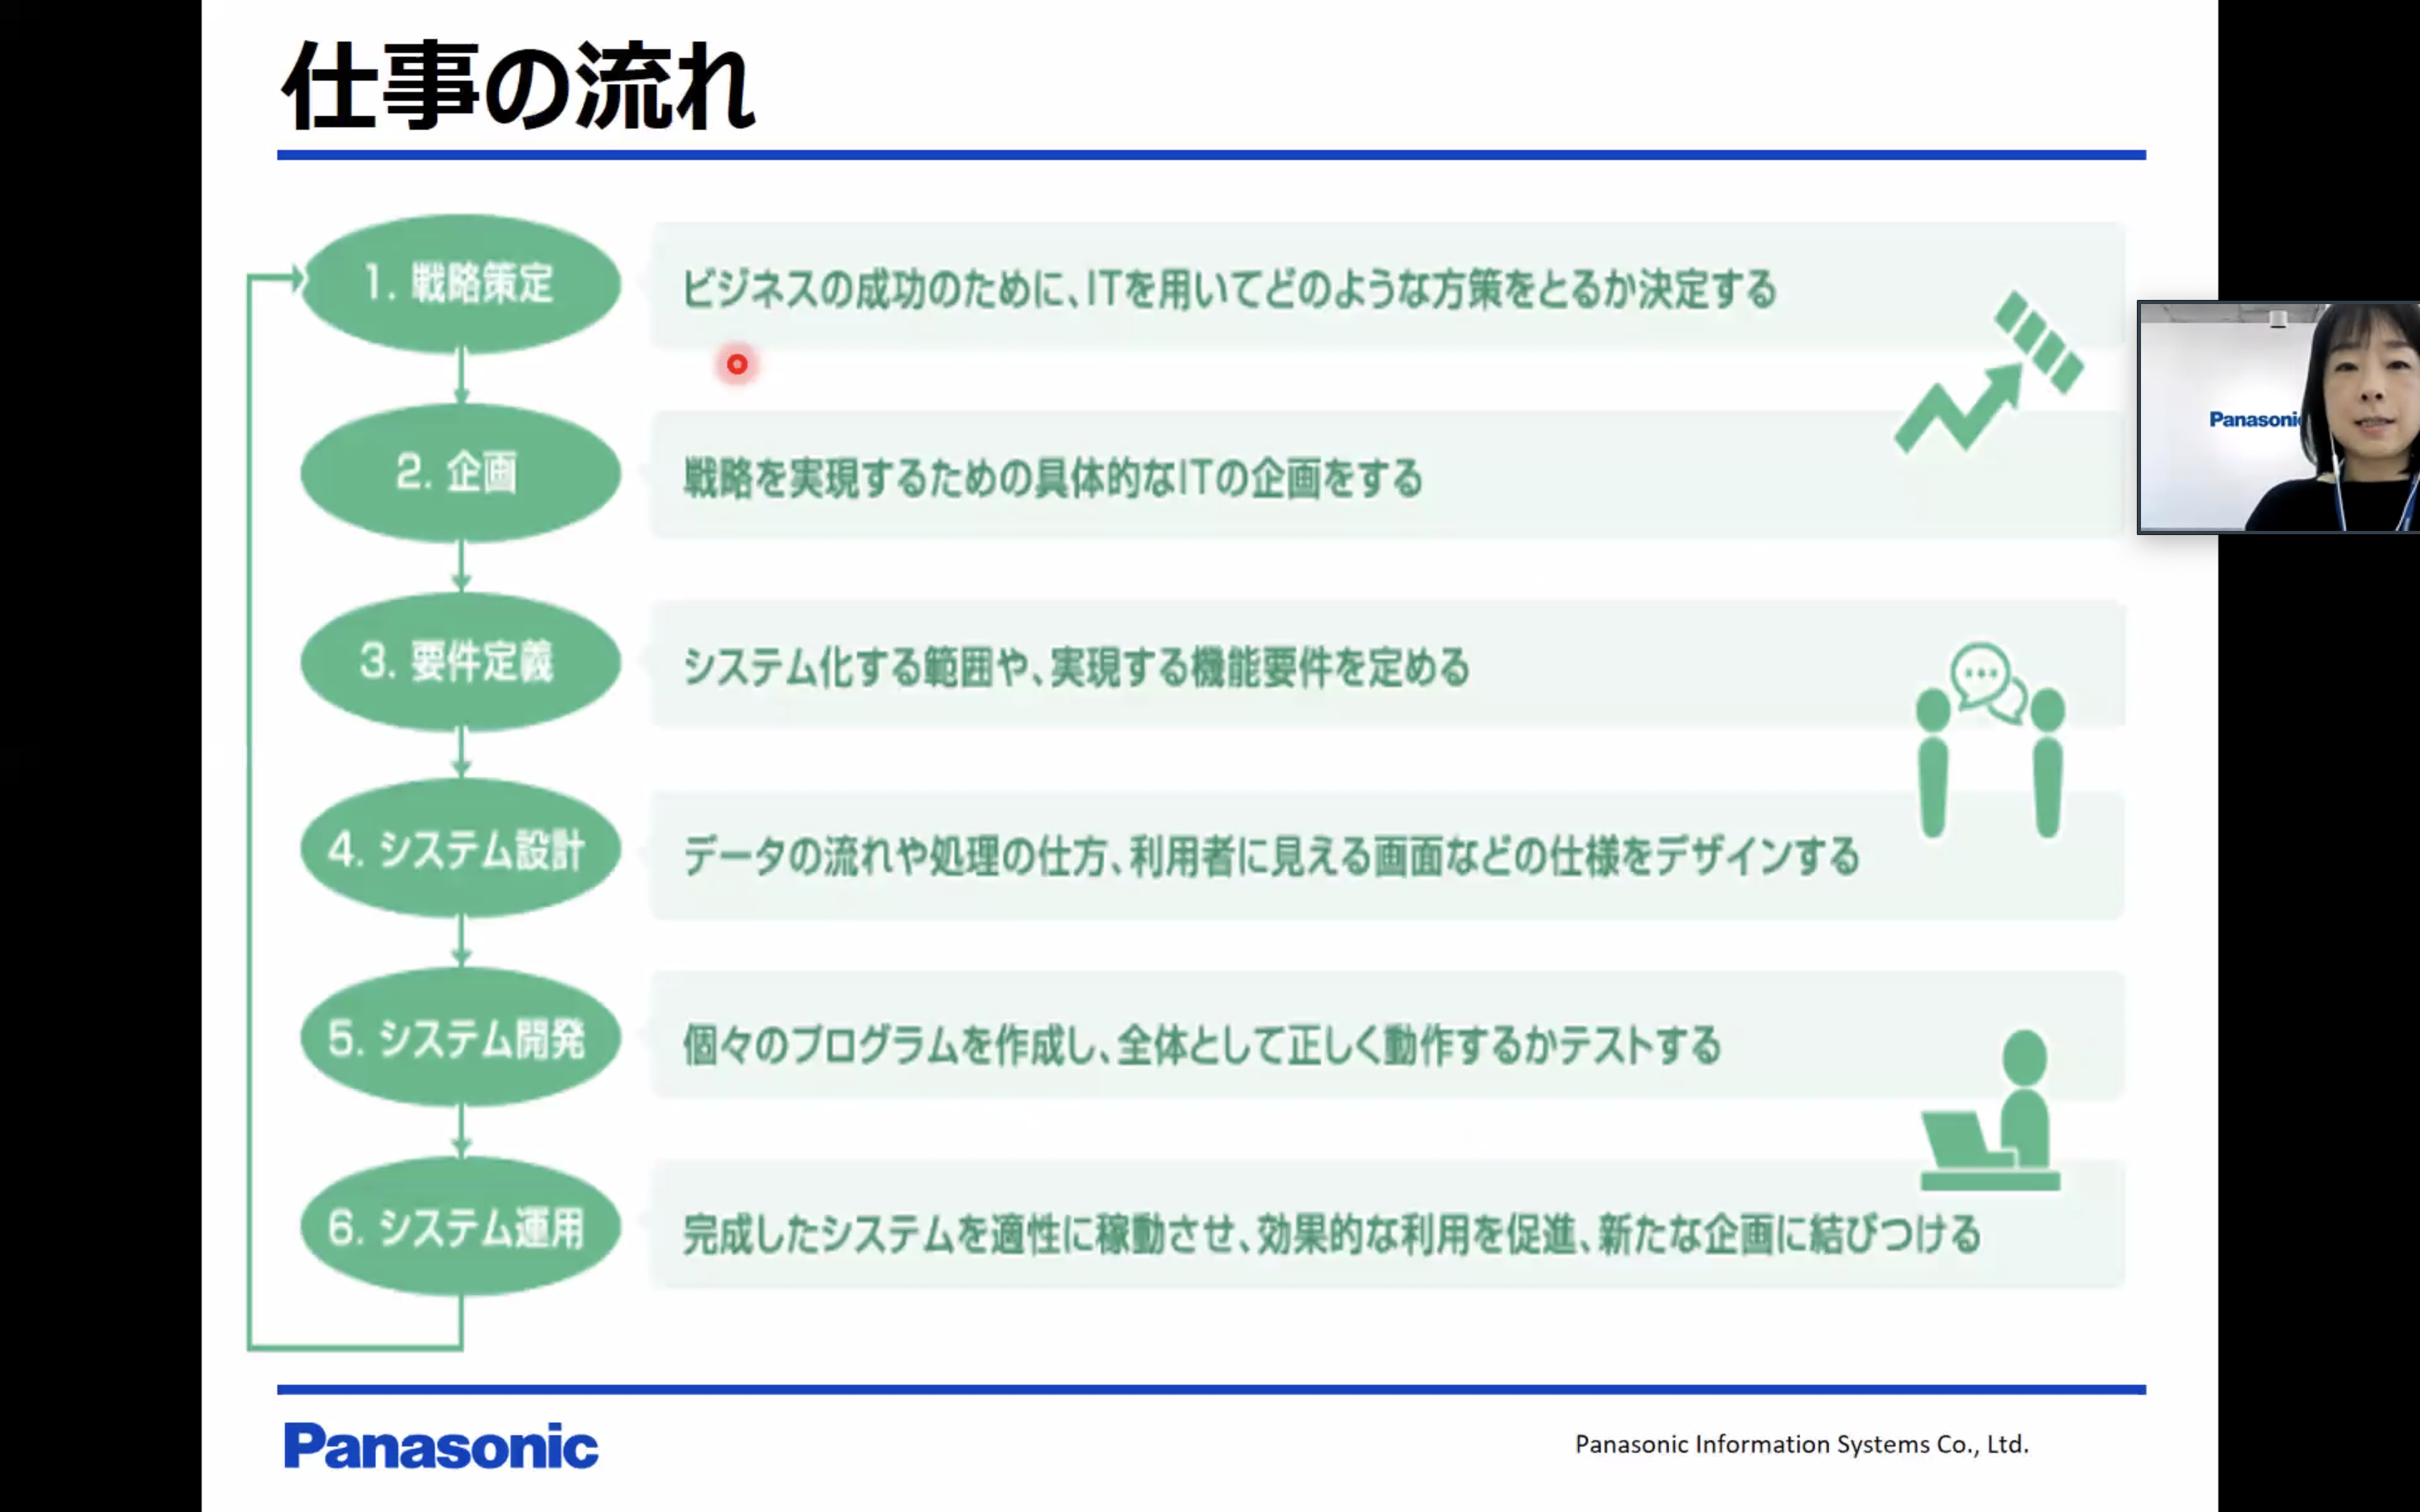 仕事の流れ
1. 戦略策定
ビジネスの成功のために、ITを用いてどのような方策をとるか決定する
2. 企画
戦略を実現するための具体的なITの企画をする
3. 要件定義
システム化する範囲や、実現する機能要件を定める
4. システム設計
データの流れや処理の仕方、利用者に見える画面などの仕様をデザインする
5. システム開発
個々のプログラムを作成し、全体として正しく動作するかテストする
6. システム運用
完成したシステムを適性に稼動させ、効果的な利用を促進、新たな企画に結びつける
Panasonic
Panasonic Information Systems Co., Ltd.
Panasoni